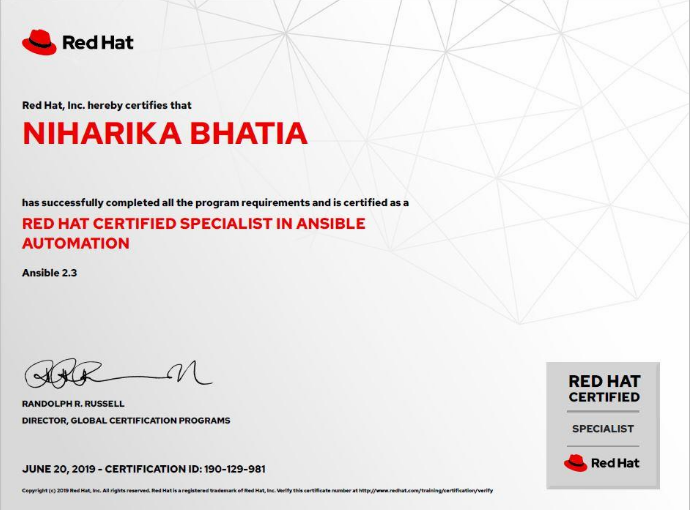 Red Hat
Red Hat, Inc. hereby certifies that
NIHARIKA BHATIA
has successfully completed all the program requirements and is certified as a
RED HAT CERTIFIED SPECIALIST IN ANSIBLE
AUTOMATION
Ansible 2.3
RANDOLPH R. RUSSELL
DIRECTOR, GLOBAL CERTIFICATION PROGRAMS
JUNE 20, 2019 - CERTIFICATION ID: 190-129-981
Copyright (c) 2019 Red Hat, Inc. All rights reserved. Red Hat is a registered trademark of Red Hat, Inc. Verify this certificate number at http://www.redhat.com/training/certification/verify
RED HAT
CERTIFIED
SPECIALIST
Red Hat